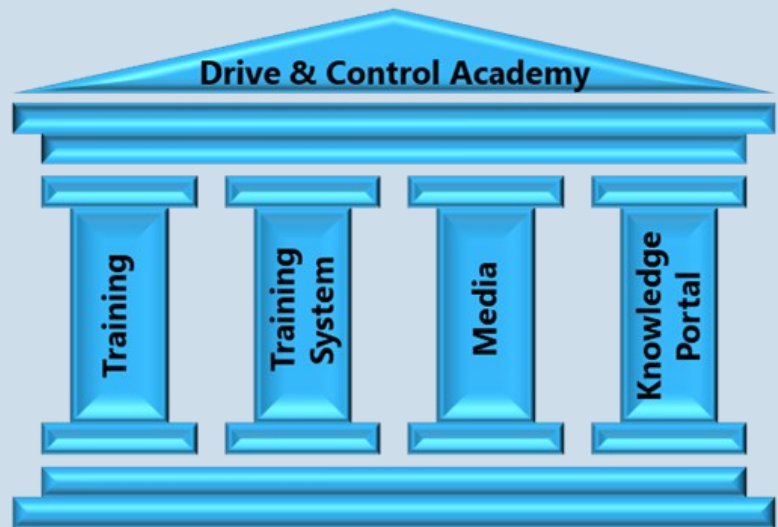 Drive & Control Academy
Training
Training
System
Media
Knowledge
Portal